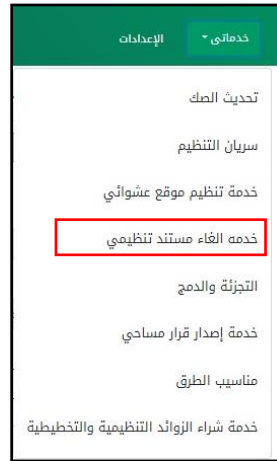 خدماتى الإعدادات
تحديث الصك
سريان التنظيم
خدمة تنظيم موقع عشوائي
خدمه الغاء مستند تنظيمي
التجزئة والدمج
خدمة إصدار قرار مساحي
مناسيب الطرق
خدمة شراء الزوائد التنظيمية والتخطيطية